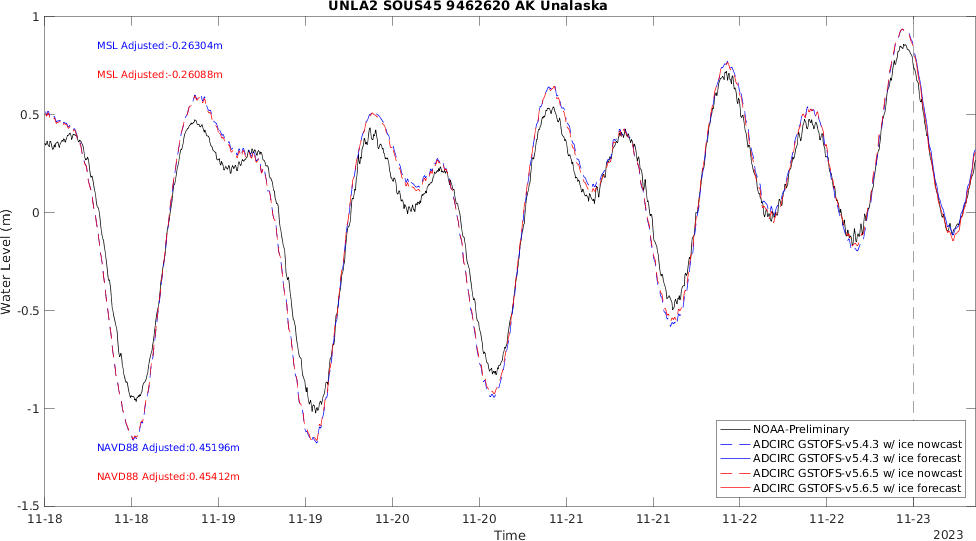 UNLA2 SOUS45 9462620 AK Unalaska
1
MSL Adjusted:-0.26304m
MSL Adjusted:-0.26088m
0.5
0
Water Level (m)
-0.5
-1
NAVD88 Adjusted:0.45196m
NAVD88 Adjusted:0.45412m
-1.5
NOAA-Preliminary
ADCIRC GSTOFS-v5.4.3 w/ ice nowcast
ADCIRC GSTOFS-v5.4.3 w/ ice forecast
ADCIRC GSTOFS-v5.6.5 w/ ice nowcast
ADCIRC GSTOFS-v5.6.5 w/ ice forecast
11-18 11-18 11-19 11-19 11-20 11-20 11-21 11-21 11-22 11-22 11-23
Time
2023